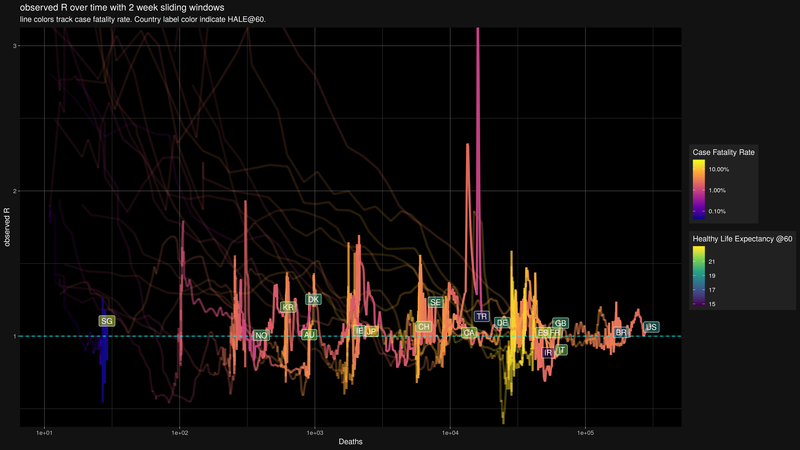 observed R over time with 2 week sliding windows
line colors track case fatality rate. Country label color indicate HALE@60.
observed R
3
2
1
SG
NO
KR
DK
AU
IE
JP
CH
SE
CA
TR
DE
ES
FR
GB
IR
IT
BR
US
1e+01
1e+02
1e+03
1e+04
1e+05
Deaths
Case Fatality Rate
10.00%
1.00%
0.10%
Healthy Life Expectancy @60
21
19
17
15